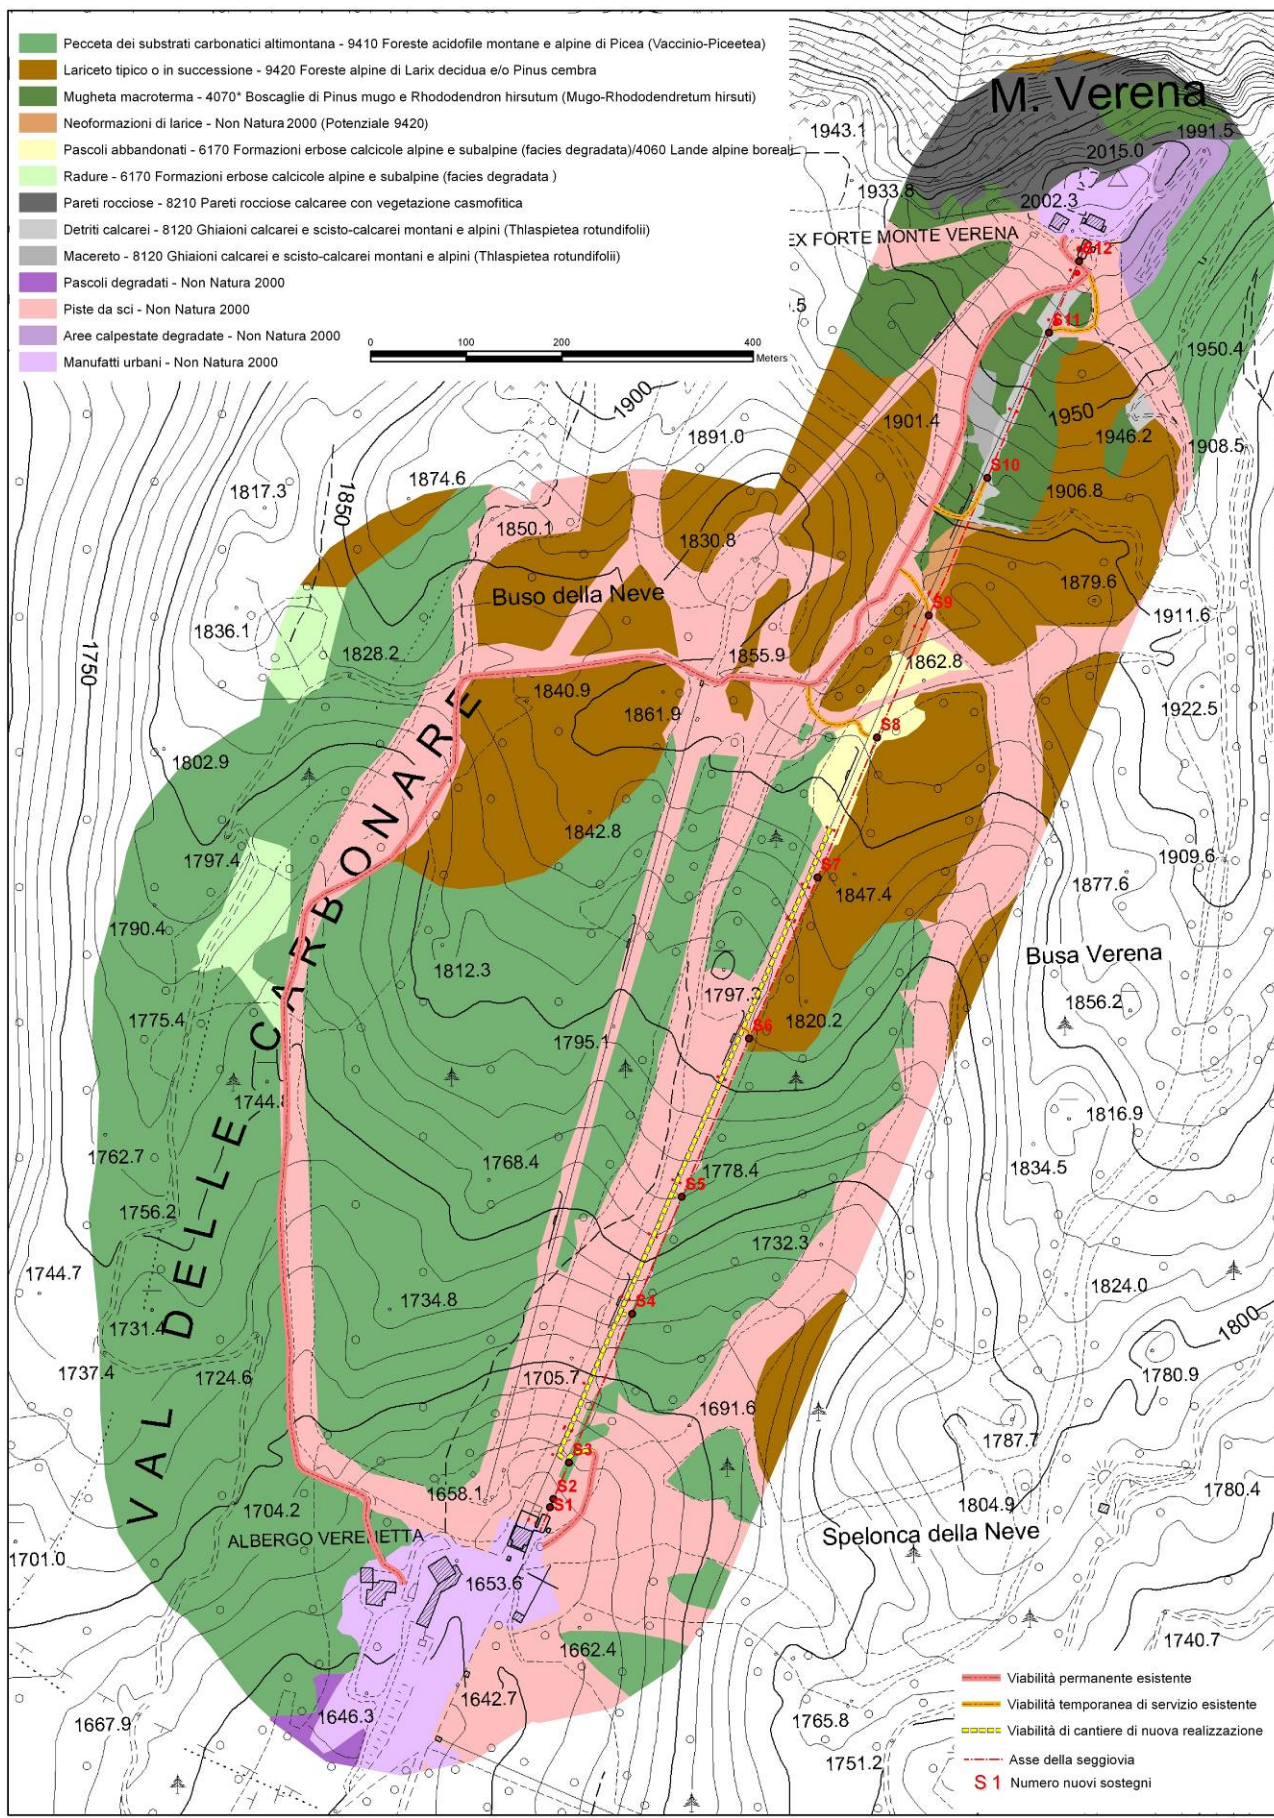 Pecceta dei substrati carbonatici altimontana - 9410 Foreste acidofile montane e alpine di Picea (Vaccinio-Piceetea)
Lariceto tipico o in successione - 9420 Foreste alpine di Larix decidua e/o Pinus cembra
Mugheta macroterma - 4070* Boscaglie di Pinus mugo e Rhododendron hirsutum (Mugo-Rhododendretum hirsuti)
Neoformazioni di larice - Non Natura 2000 (Potenziale 9420)
Pascoli abbandonati - 6170 Formazioni erbose calcicole alpine e subalpine (facies degradata)/4060 Lande alpine boreali
Radure - 6170 Formazioni erbose calcicole alpine e subalpine (facies degradata )
Pareti rocciose - 8210 Pareti rocciose calcaree con vegetazione casmofitica
Detriti calcarei - 8120 Ghiaioni calcarei e scisto-calcarei montani e alpini (Thlaspietea rotundifolii)
Macereto - 8120 Ghiaioni calcarei e scisto-calcarei montani e alpini (Thlaspietea rotundifolii)
Pascoli degradati - Non Natura 2000
Piste da sci - Non Natura 2000
Aree calpestate degradate - Non Natura 2000
Manufatti urbani - Non Natura 2000
0 100 200 400
Meters
M. Verena
1943.1
1991.5
2015.0
1933.8
2002.3
EX FORTE MONTE VERENA
S12
S11
1950.4
1900
1950
1901.4
1891.0
1946.2
1908.5
1874.6
S10
1817.3
1850
1906.8
1850.1
1830.8
1879.6
Buso della Neve
S9
1911.6
1836.1
1828.2
1855.9
1862.8
1750
1840.9
1861.9
1922.5
S8
1802.9
1842.8
1797.4
S7
1909.6
1847.4
1877.6
1790.4
1812.3
Busa Verena
1797.3
1856.2
1775.4
1795.1
S6
1820.2
VAL DELLE CARBONARE
1744.8
1816.9
1762.7
1768.4
1778.4
1834.5
S5
1756.2
1732.3
1744.7
1824.0
1734.8
S4
1800
1731.4
1737.4
1724.6
1705.7
1780.9
1691.6
1787.7
S3
1658.1
S2
1780.4
1704.2
S1
1804.9
ALBERGO VERENETTA
Spelonca della Neve
1701.0
1653.6
1662.4
1740.7
1642.7
1646.3
1667.9
1765.8
1751.2
Viabilità permanente esistente
Viabilità temporanea di servizio esistente
Viabilità di cantiere di nuova realizzazione
Asse della seggiovia
S 1 Numero nuovi sostegni